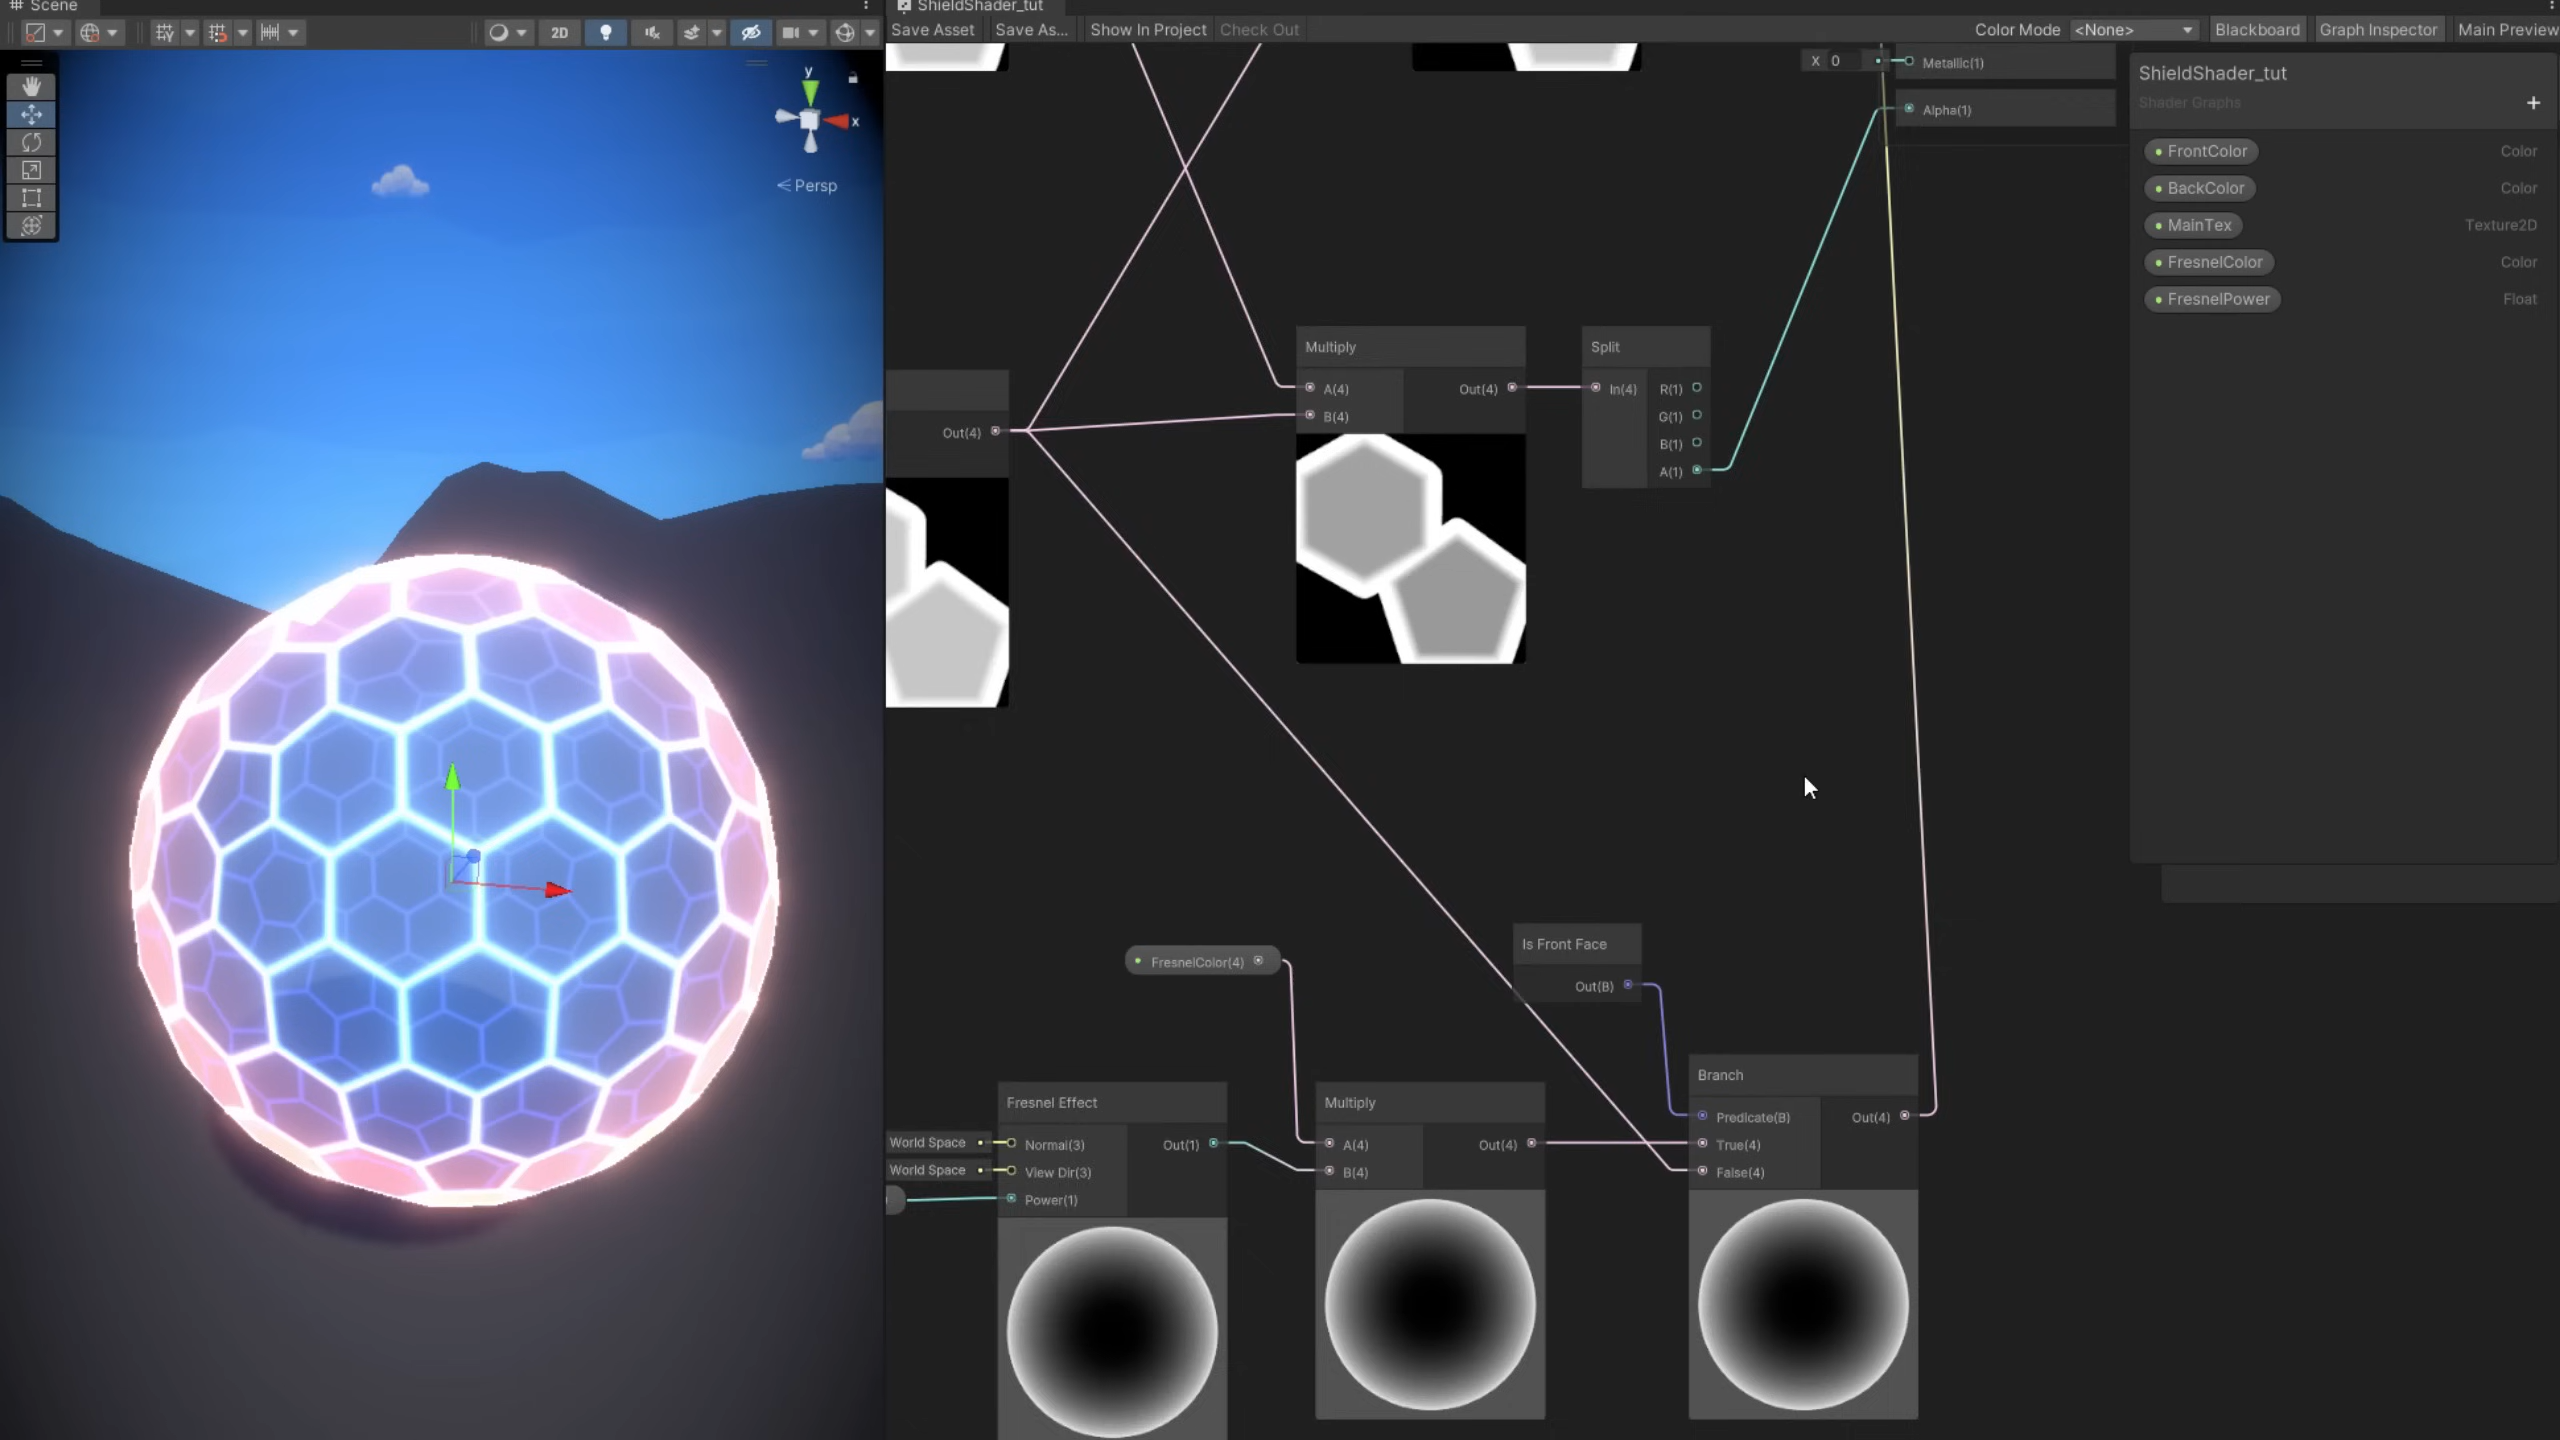 Scene
2D
y
x
Persp
ShieldShader_tut
Save Asset
Save As...
Show In Project
Check Out
Color Mode
<None>
Blackboard
Graph Inspector
Main Preview
X 0
Metallic(1)
Alpha(1)
ShieldShader_tut
Shader Graphs
FrontColor Color
BackColor Color
MainTex Texture2D
FresnelColor Color
FresnelPower Float
Multiply
A(4) Out(4)
B(4)
Split
In(4) R(1)
G(1)
B(1)
A(1)
Out(4)
FresnelColor(4)
Is Front Face
Out(B)
Fresnel Effect
World Space Normal(3) Out(1)
World Space View Dir(3)
Power(1)
Multiply
A(4) Out(4)
B(4)
Branch
Predicate(B) Out(4)
True(4)
False(4)